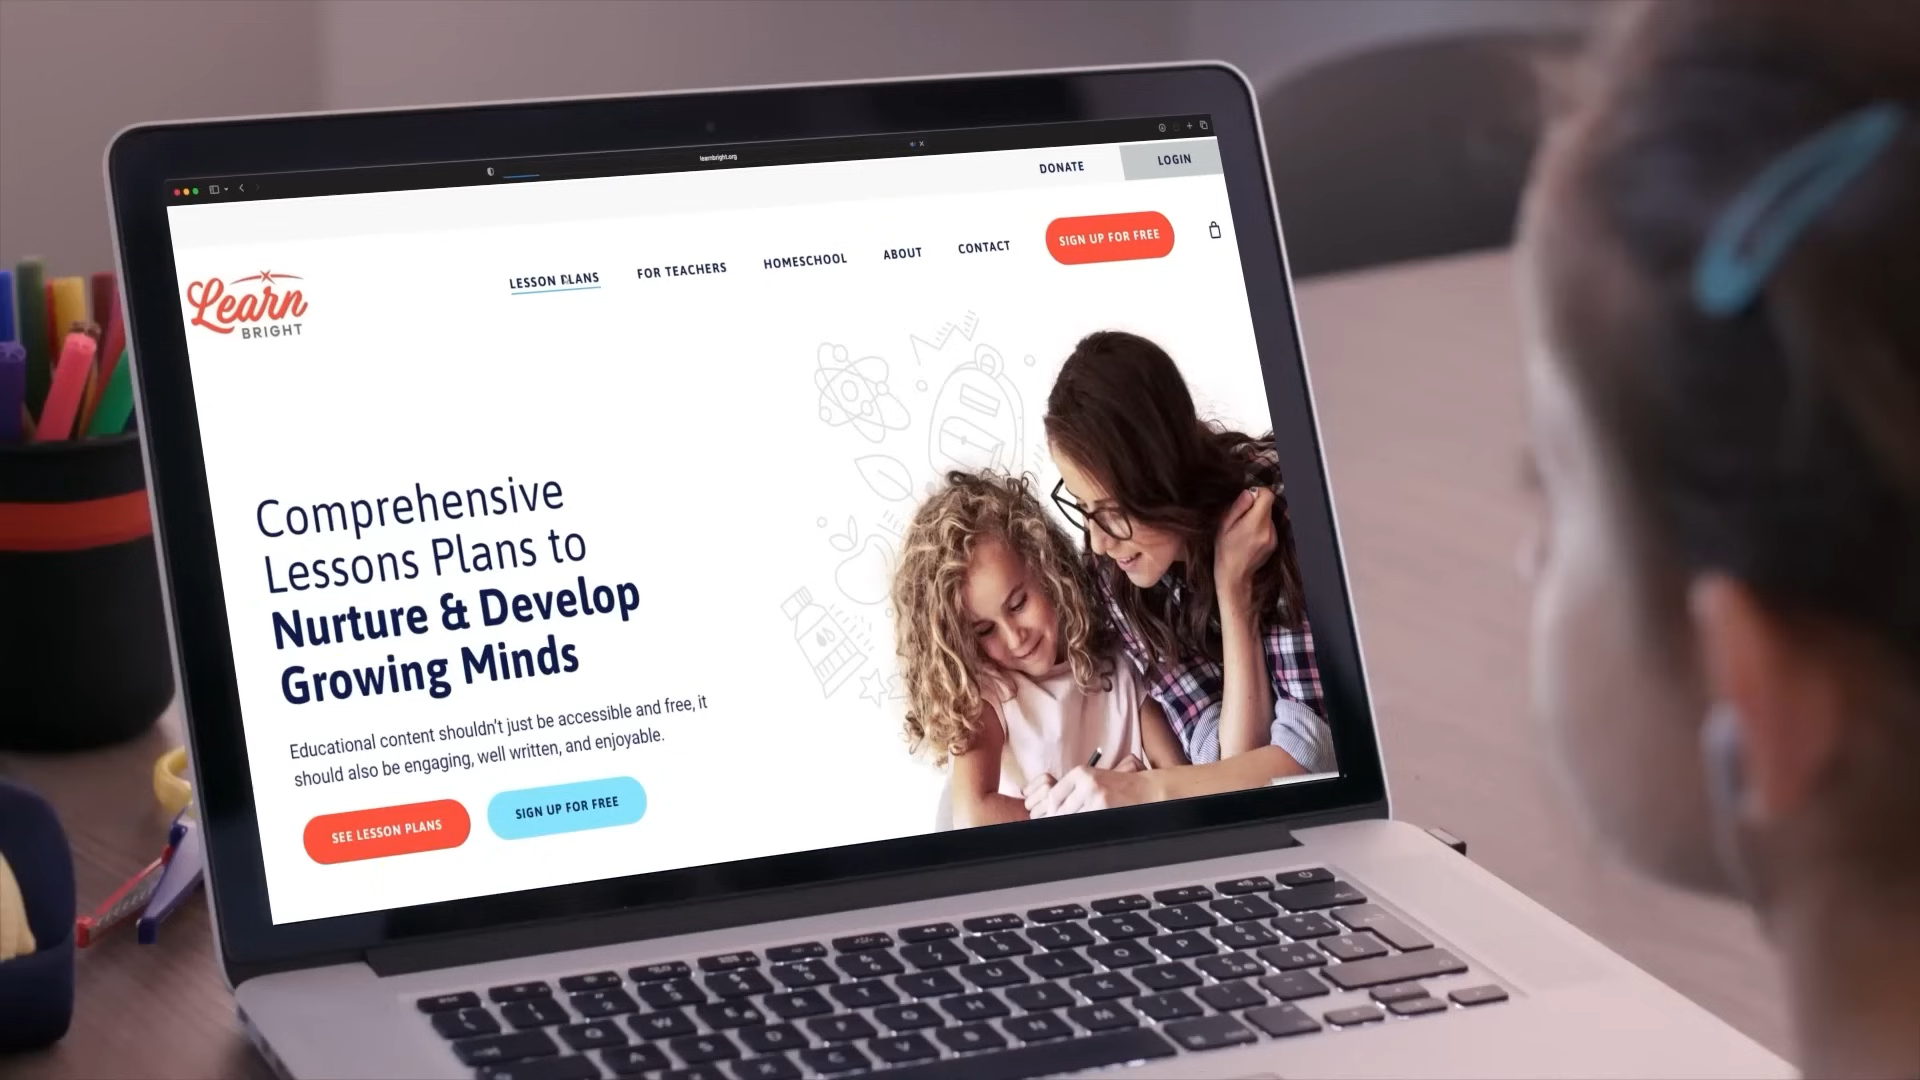 learnbright.org
DONATE
LOGIN
Learn
BRIGHT
LESSON PLANS
FOR TEACHERS
HOMESCHOOL
ABOUT
CONTACT
SIGN UP FOR FREE
Comprehensive
Lessons Plans to
Nurture & Develop
Growing Minds
Educational content shouldn't just be accessible and free, it
should also be engaging, well written, and enjoyable.
SEE LESSON PLANS
SIGN UP FOR FREE